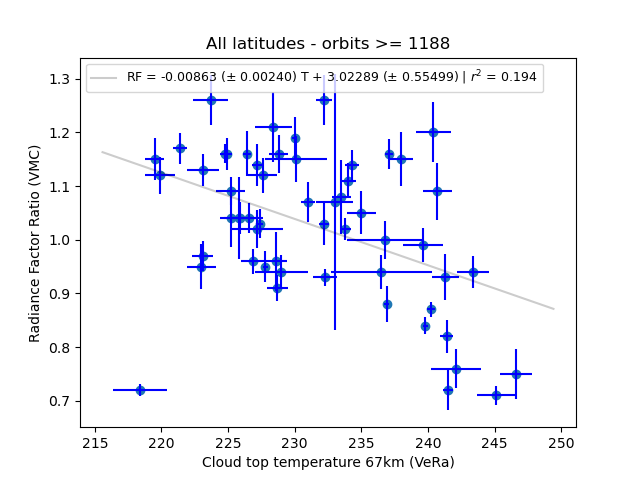 All latitudes - orbits >= 1188
RF = -0.00863 (± 0.00240) T + 3.02289 (± 0.55499) | r² = 0.194
1.3
1.2
1.1
1.0
0.9
0.8
0.7
Radiance Factor Ratio (VMC)
215 220 225 230 235 240 245 250
Cloud top temperature 67km (VeRa)